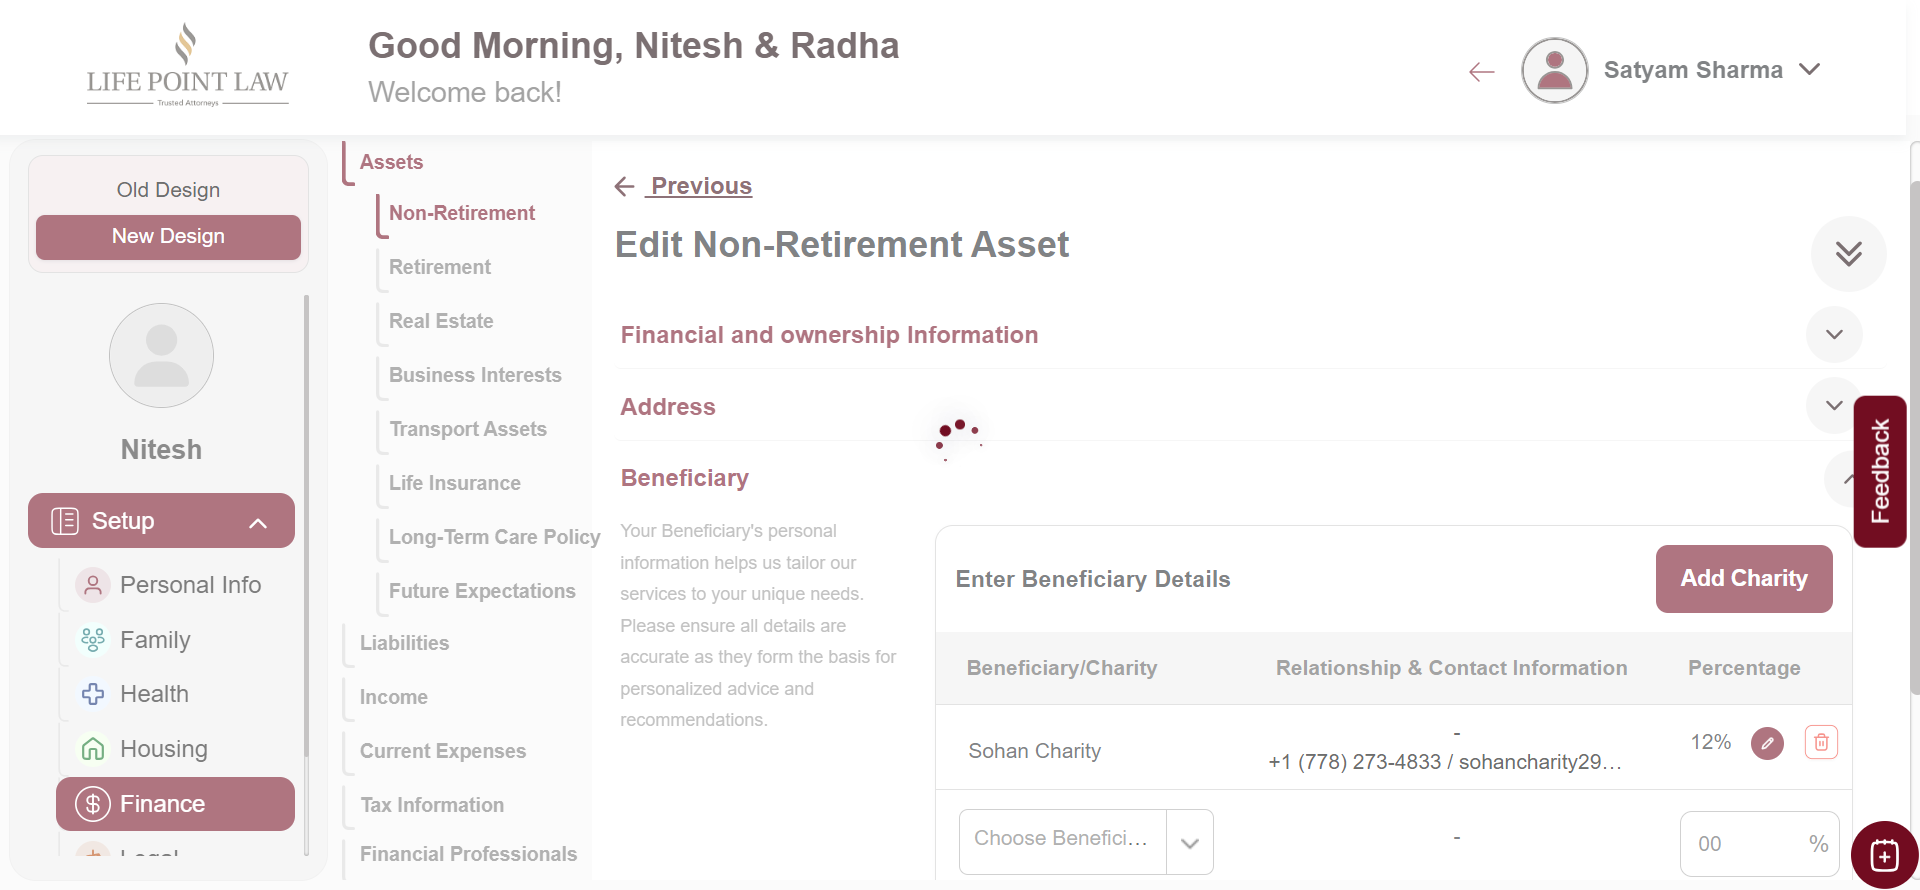 LIFE POINT LAW
Trusted Attorneys
Good Morning, Nitesh & Radha
Welcome back!
Satyam Sharma
Old Design
New Design
Nitesh
Setup
Personal Info
Family
Health
Housing
Finance
Assets
Non-Retirement
Retirement
Real Estate
Business Interests
Transport Assets
Life Insurance
Long-Term Care Policy
Future Expectations
Liabilities
Income
Current Expenses
Tax Information
Financial Professionals
Previous
Edit Non-Retirement Asset
Financial and ownership Information
Address
Beneficiary
Your Beneficiary's personal
information helps us tailor our
services to your unique needs.
Please ensure all details are
accurate as they form the basis for
personalized advice and
recommendations.
Enter Beneficiary Details
Add Charity
Beneficiary/Charity Relationship & Contact Information Percentage
Sohan Charity
-
+1 (778) 273-4833 / sohancharity29...
12%
Choose Benefici...
-
00 %
Feedback